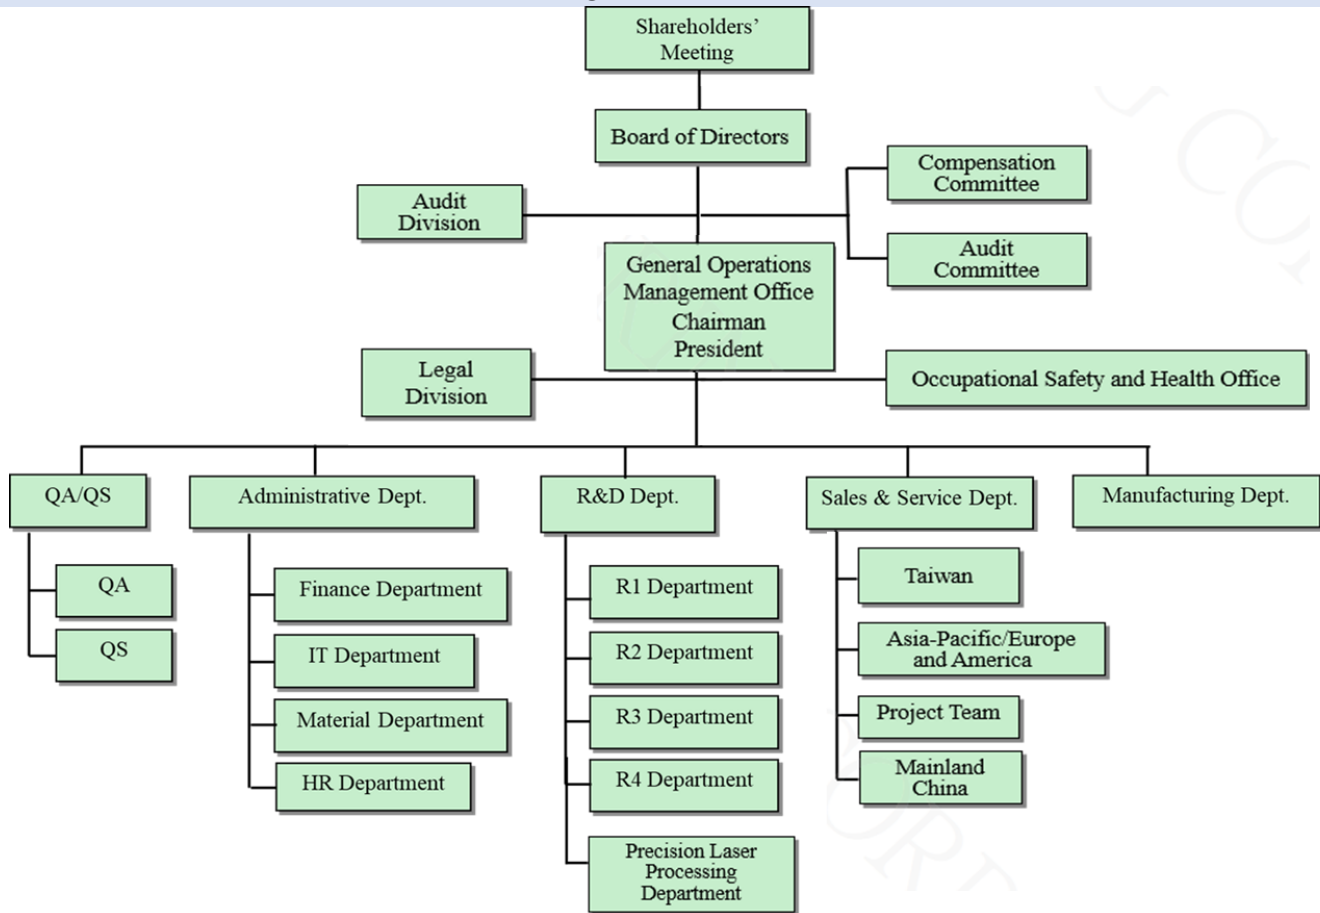 Shareholders’
Meeting
Board of Directors
Compensation
Committee
Audit
Division
Audit
Committee
General Operations
Management Office
Chairman
President
Legal
Division
Occupational Safety and Health Office
QA/QS
Administrative Dept.
R&D Dept.
Sales & Service Dept.
Manufacturing Dept.
QA
QS
Finance Department
IT Department
Material Department
HR Department
R1 Department
R2 Department
R3 Department
R4 Department
Precision Laser
Processing
Department
Taiwan
Asia-Pacific/Europe
and America
Project Team
Mainland
China